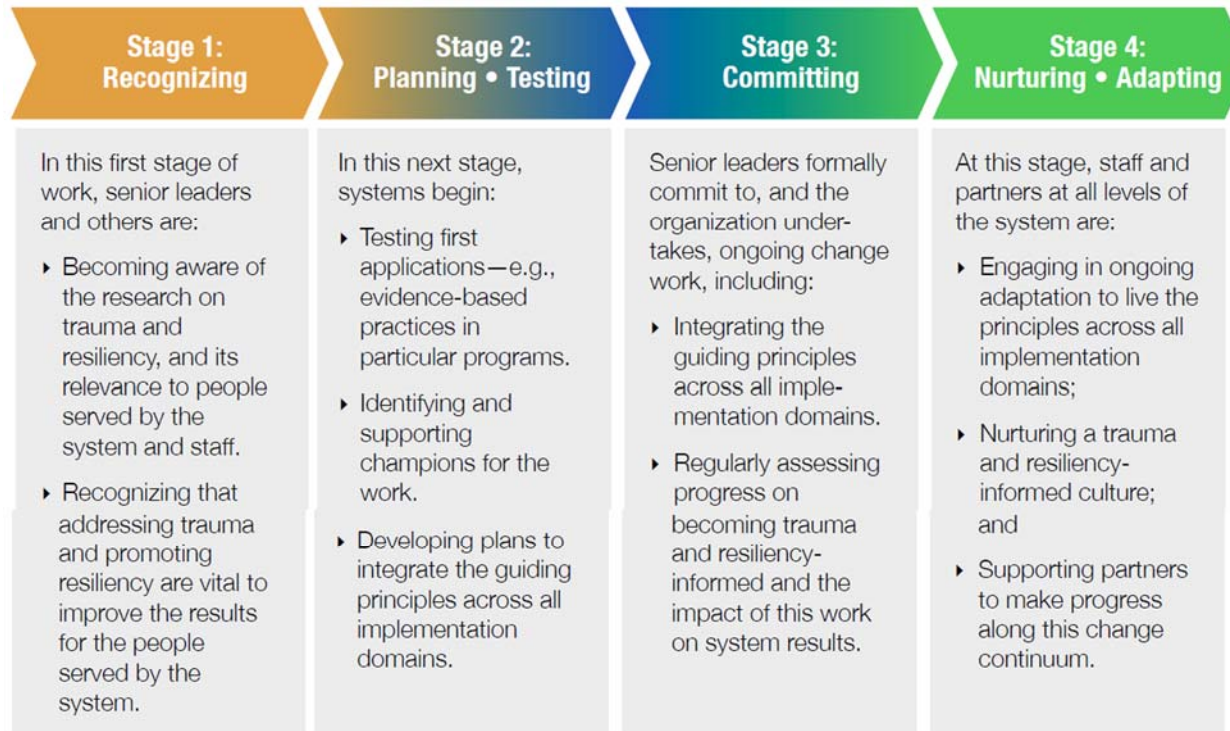 Stage 1:
Recognizing
In this first stage of
work, senior leaders
and others are:
‣ Becoming aware of
the research on
trauma and
resiliency, and its
relevance to people
served by the
system and staff.
‣ Recognizing that
addressing trauma
and promoting
resiliency are vital to
improve the results
for the people
served by the
system.
Stage 2:
Planning • Testing
In this next stage,
systems begin:
‣ Testing first
applications—e.g.,
evidence-based
practices in
particular programs.
‣ Identifying and
supporting
champions for the
work.
‣ Developing plans to
integrate the guiding
principles across all
implementation
domains.
Stage 3:
Committing
Senior leaders formally
commit to, and the
organization under-
takes, ongoing change
work, including:
‣ Integrating the
guiding principles
across all imple-
mentation domains.
‣ Regularly assessing
progress on
becoming trauma
and resiliency-
informed and the
impact of this work
on system results.
Stage 4:
Nurturing • Adapting
At this stage, staff and
partners at all levels of
the system are:
‣ Engaging in ongoing
adaptation to live the
principles across all
implementation
domains;
‣ Nurturing a trauma
and resiliency-
informed culture;
and
‣ Supporting partners
to make progress
along this change
continuum.